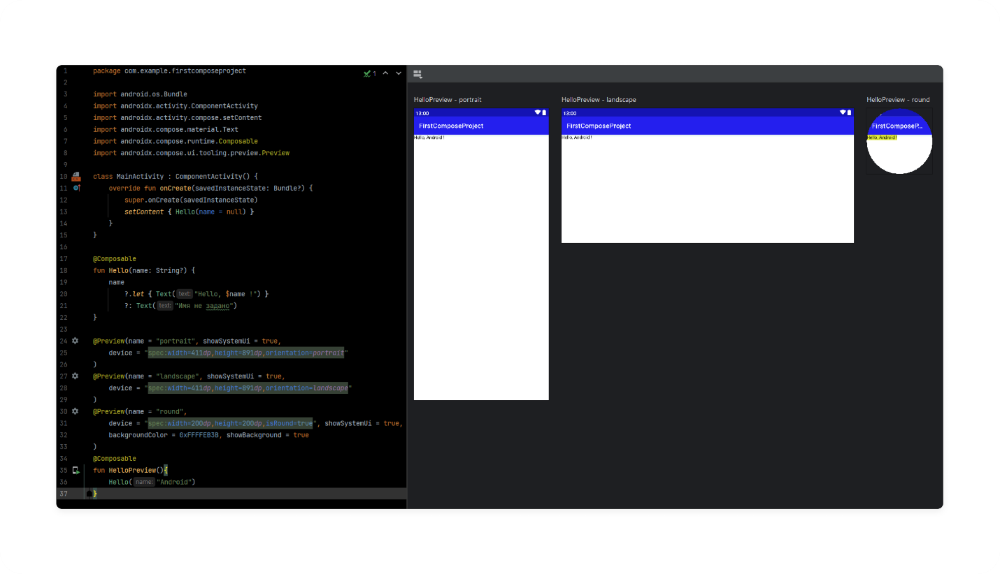 1 package com.example.firstcomposeproject
2
3 import android.os.Bundle
4 import androidx.activity.ComponentActivity
5 import androidx.activity.compose.setContent
6 import androidx.compose.material.Text
7 import androidx.compose.runtime.Composable
8 import androidx.compose.ui.tooling.preview.Preview
9
10 class MainActivity : ComponentActivity() {
11 override fun onCreate(savedInstanceState: Bundle?) {
12 super.onCreate(savedInstanceState)
13 setContent { Hello(name = null) }
14 }
15 }
16
17 @Composable
18 fun Hello(name: String?) {
19 name
20 ?.let { Text( text: "Hello, $name !") }
21 ?: Text( text: "Имя не задано")
22 }
23
24 @Preview(name = "portrait", showSystemUi = true,
25 device = "spec:width=411dp,height=891dp,orientation=portrait"
26 )
27 @Preview(name = "landscape", showSystemUi = true,
28 device = "spec:width=411dp,height=891dp,orientation=landscape"
29 )
30 @Preview(name = "round",
31 device = "spec:width=200dp,height=200dp,isRound=true", showSystemUi = true,
32 backgroundColor = 0xFFFFEB3B, showBackground = true
33 )
34 @Composable
35 fun HelloPreview(){
36 Hello( name: "Android")
37 }
1
HelloPreview - portrait
13:00
FirstComposeProject
Hello, Android !
HelloPreview - landscape
13:00
FirstComposeProject
Hello, Android !
HelloPreview - round
FirstComposeP...
Hello, Android !